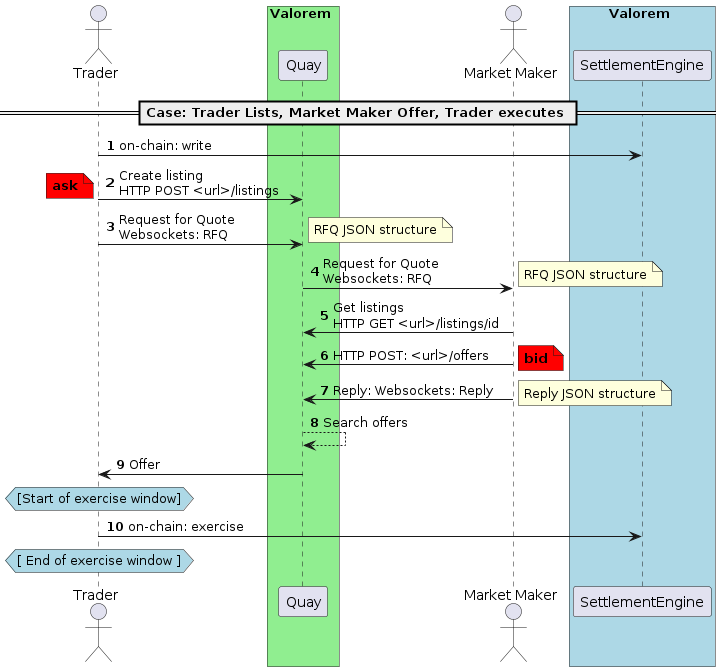 Valorem
Valorem
Trader
Quay
Market Maker
SettlementEngine
Case: Trader Lists, Market Maker Offer, Trader executes
1 on-chain: write
ask
2 Create listing
HTTP POST <url>/listings
3 Request for Quote
Websockets: RFQ
RFQ JSON structure
4 Request for Quote
Websockets: RFQ
RFQ JSON structure
5 Get listings
HTTP GET <url>/listings/id
6 HTTP POST: <url>/offers
bid
7 Reply: Websockets: Reply
Reply JSON structure
8 Search offers
9 Offer
[Start of exercise window]
10 on-chain: exercise
[ End of exercise window ]
Trader
Quay
Market Maker
SettlementEngine